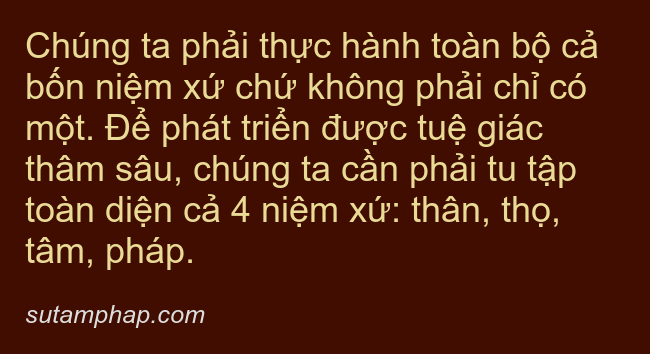 Chúng ta phải thực hành toàn bộ cả
bốn niệm xứ chứ không phải chỉ có
một. Để phát triển được tuệ giác
thâm sâu, chúng ta cần phải tu tập
toàn diện cả 4 niệm xứ: thân, thọ,
tâm, pháp.
sutamphap.com